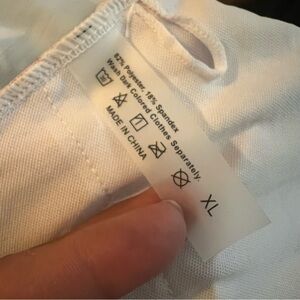 82% Polyester, 18% Spandex
Wash Dark Colored Clothes Separately.
MADE IN CHINA
XL